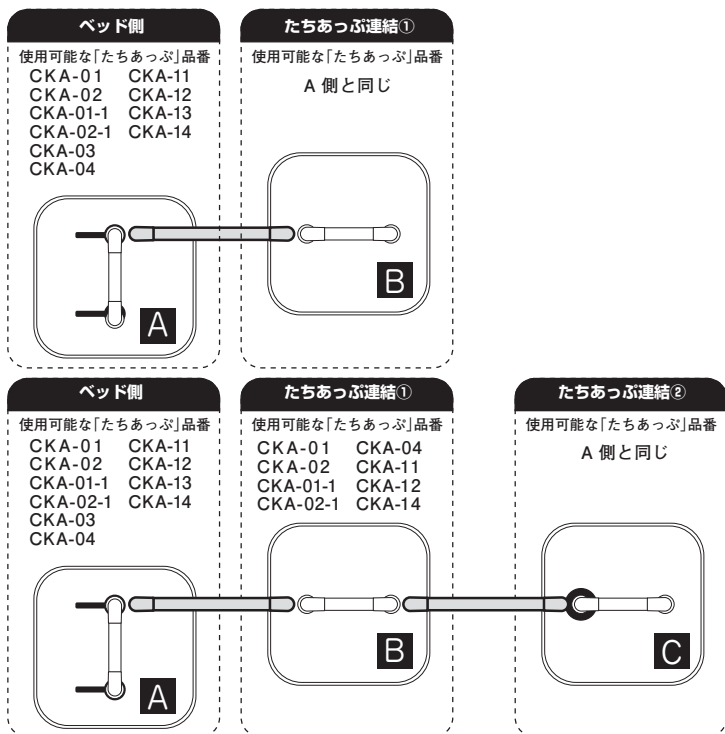 ベッド側
使用可能な「たちあっぷ」品番
CKA-01 CKA-11
CKA-02 CKA-12
CKA-01-1 CKA-13
CKA-02-1 CKA-14
CKA-03
CKA-04
A
たちあっぷ連結①
使用可能な「たちあっぷ」品番
A 側と同じ
B
ベッド側
使用可能な「たちあっぷ」品番
CKA-01 CKA-11
CKA-02 CKA-12
CKA-01-1 CKA-13
CKA-02-1 CKA-14
CKA-03
CKA-04
A
たちあっぷ連結①
使用可能な「たちあっぷ」品番
CKA-01 CKA-04
CKA-02 CKA-11
CKA-01-1 CKA-12
CKA-02-1 CKA-14
B
たちあっぷ連結②
使用可能な「たちあっぷ」品番
A 側と同じ
C